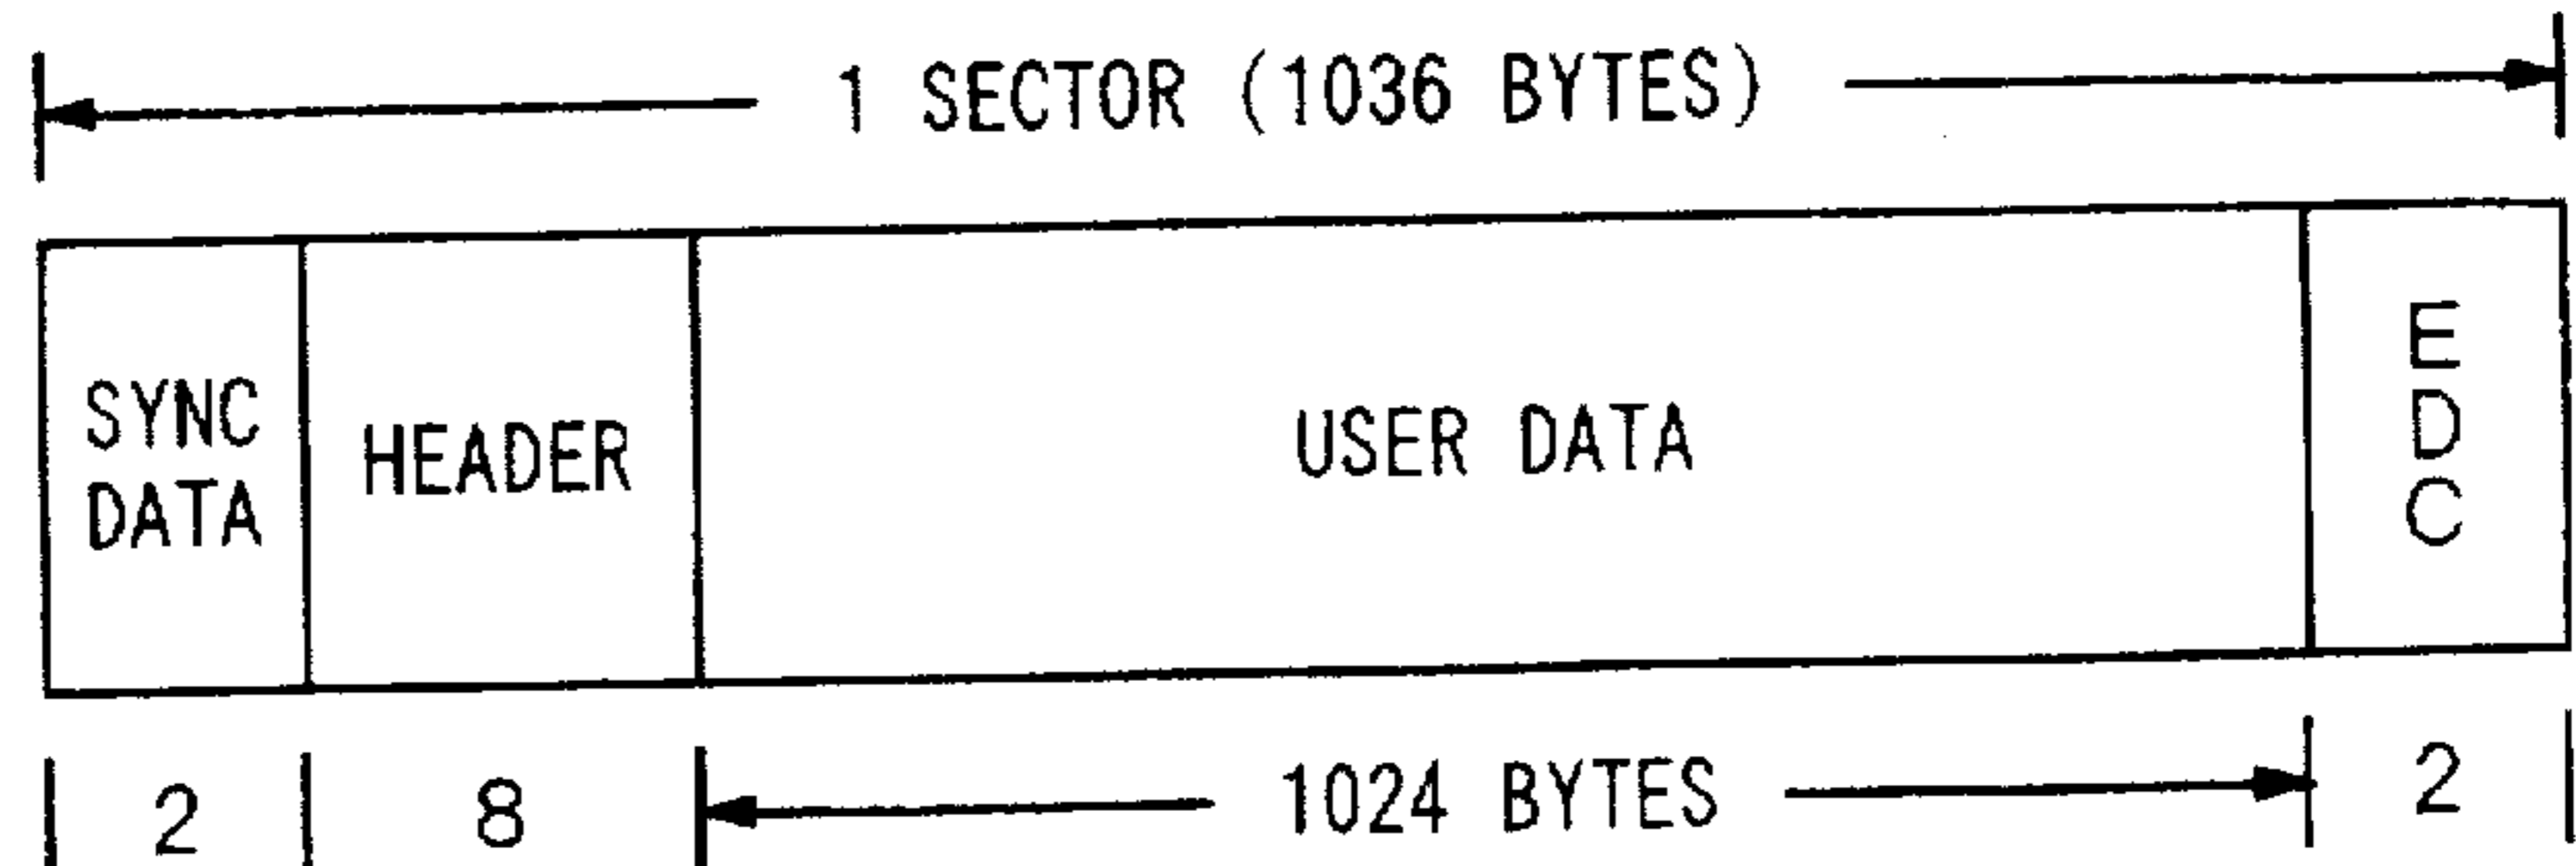 1 SECTOR (1036 BYTES)
SYNC
DATA
HEADER
USER DATA
E
D
C
2
8
1024 BYTES
2